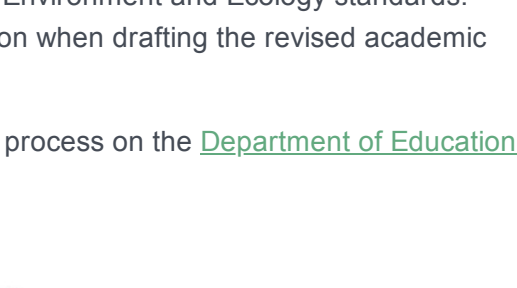 Environment and Ecology standards.
on when drafting the revised academic
process on the Department of Education